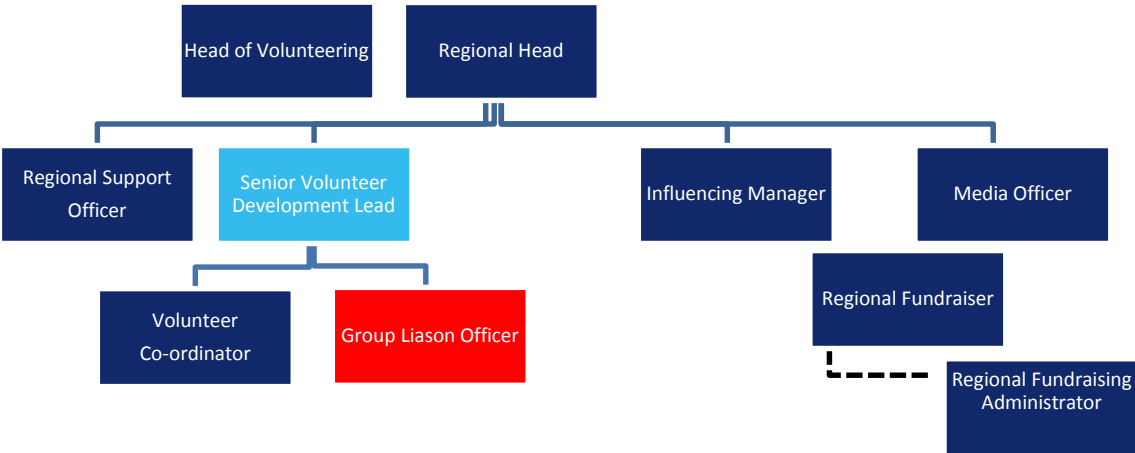 Head of Volunteering
Regional Head
Regional Support
Officer
Senior Volunteer
Development Lead
Influencing Manager
Media Officer
Volunteer
Co-ordinator
Group Liason Officer
Regional Fundraiser
Regional Fundraising
Administrator